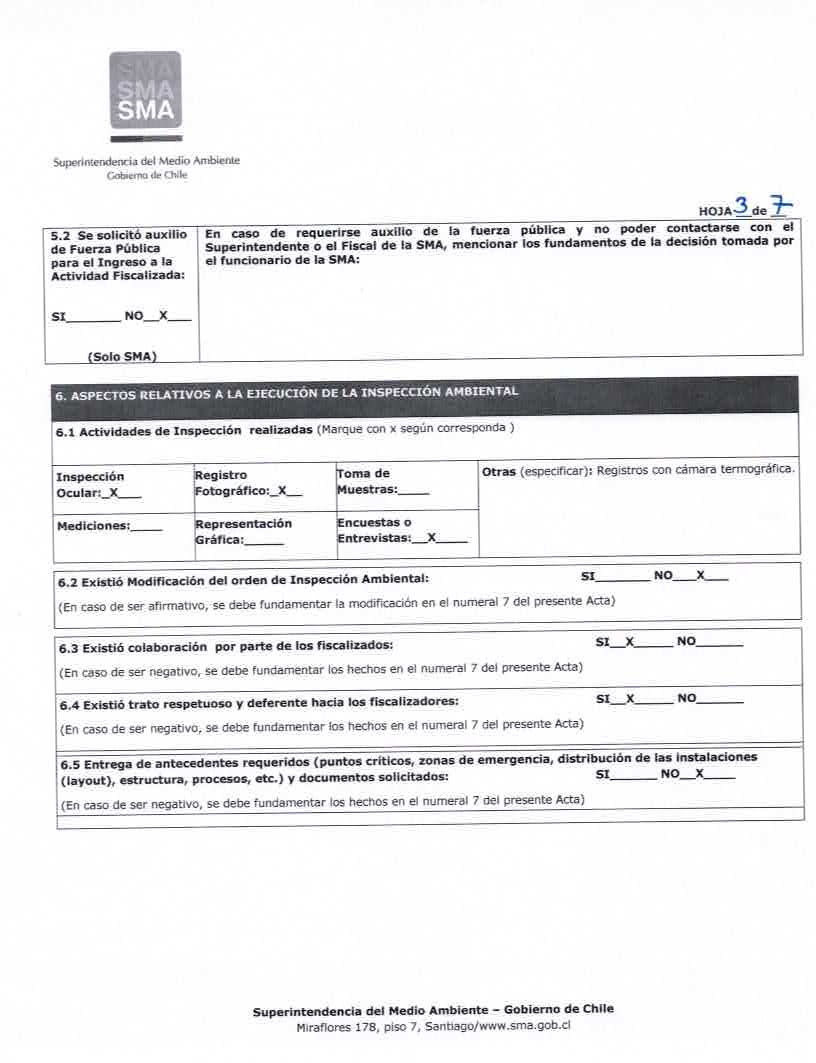 SMA
SMA
SMA
Superintendencia del Medio Ambiente
Gobierno de Chile
HOJA 3 de 7
5.2 Se solicitó auxilio
de Fuerza Pública
para el Ingreso a la
Actividad Fiscalizada:
SI________ NO__X___
(Solo SMA)
En caso de requerirse auxilio de la fuerza pública y no poder contactarse con el
Superintendente o el Fiscal de la SMA, mencionar los fundamentos de la decisión tomada por
el funcionario de la SMA:
6. ASPECTOS RELATIVOS A LA EJECUCIÓN DE LA INSPECCIÓN AMBIENTAL
6.1 Actividades de Inspección realizadas (Marque con x según corresponda )
Inspección
Ocular:_X___
Registro
Fotográfico:_X__
Toma de
Muestras:____
Otras (especificar): Registros con cámara termográfica.
Mediciones:____
Representación
Gráfica:_____
Encuestas o
Entrevistas:__X____
6.2 Existió Modificación del orden de Inspección Ambiental: SI_______ NO___X___
(En caso de ser afirmativo, se debe fundamentar la modificación en el numeral 7 del presente Acta)
6.3 Existió colaboración por parte de los fiscalizados: SI__X_____ NO______
(En caso de ser negativo, se debe fundamentar los hechos en el numeral 7 del presente Acta)
6.4 Existió trato respetuoso y deferente hacia los fiscalizadores: SI__X_____ NO______
(En caso de ser negativo, se debe fundamentar los hechos en el numeral 7 del presente Acta)
6.5 Entrega de antecedentes requeridos (puntos críticos, zonas de emergencia, distribución de las instalaciones
(layout), estructura, procesos, etc.) y documentos solicitados: SI______ NO__X____
(En caso de ser negativo, se debe fundamentar los hechos en el numeral 7 del presente Acta)
Superintendencia del Medio Ambiente – Gobierno de Chile
Miraflores 178, piso 7, Santiago/www.sma.gob.cl